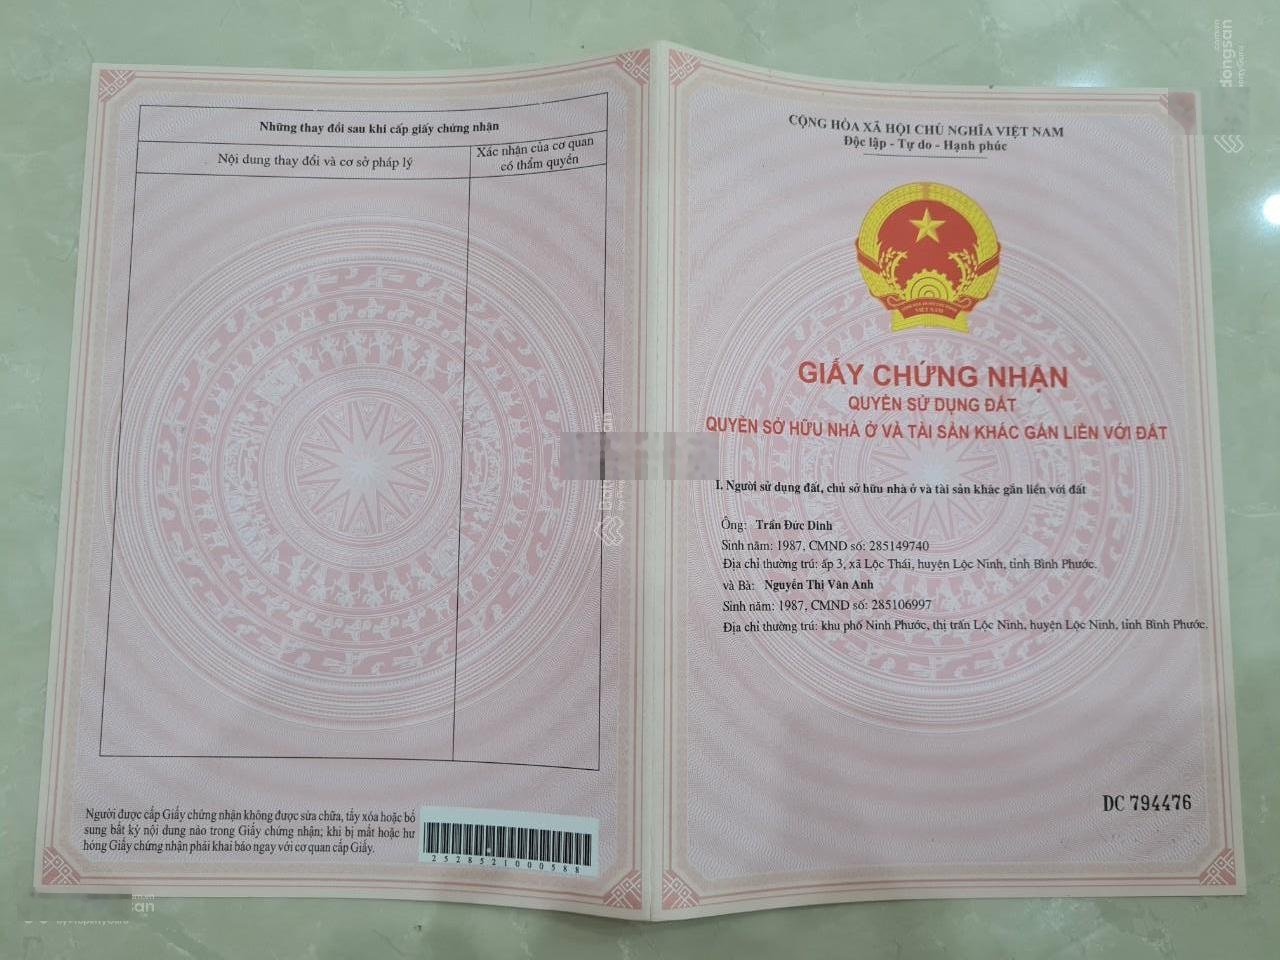 Những thay đổi sau khi cấp giấy chứng nhận
Nội dung thay đổi và cơ sở pháp lý
Xác nhận của cơ quan
có thẩm quyền
Người được cấp Giấy chứng nhận không được sửa chữa, tẩy xóa hoặc bổ
sung bất kỳ nội dung nào trong Giấy chứng nhận; khi bị mất hoặc hư
hỏng Giấy chứng nhận phải khai báo ngay với cơ quan cấp Giấy.
2528521000588
CỘNG HÒA XÃ HỘI CHỦ NGHĨA VIỆT NAM
Độc lập - Tự do - Hạnh phúc
VIỆT NAM
GIẤY CHỨNG NHẬN
QUYỀN SỬ DỤNG ĐẤT
QUYỀN SỞ HỮU NHÀ Ở VÀ TÀI SẢN KHÁC GẮN LIỀN VỚI ĐẤT
I. Người sử dụng đất, chủ sở hữu nhà ở và tài sản khác gắn liền với đất
Ông: Trần Đức Dinh
Sinh năm: 1987, CMND số: 285149740
Địa chỉ thường trú: ấp 3, xã Lộc Thái, huyện Lộc Ninh, tỉnh Bình Phước.
và Bà: Nguyễn Thị Vân Anh
Sinh năm: 1987, CMND số: 285106997
Địa chỉ thường trú: khu phố Ninh Phước, thị trấn Lộc Ninh, huyện Lộc Ninh, tỉnh Bình Phước.
DC 794476